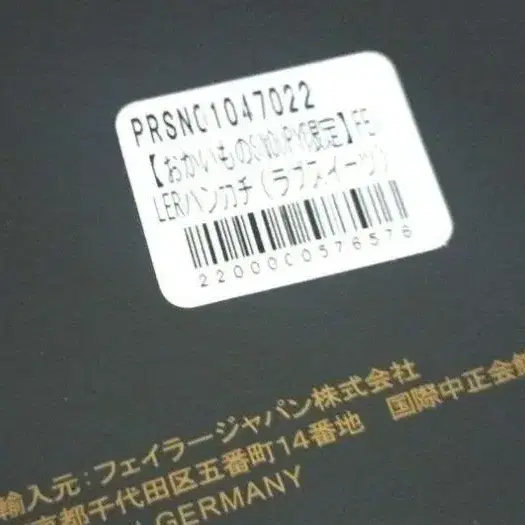 PRSN01047022
【おかいものSNOOPY限定】FEI
LERハンカチ（ラブスイーツ）
2200000576576
輸入元：フェイラージャパン株式会社
京都千代田区五番町14番地 国際中正会館
GERMANY